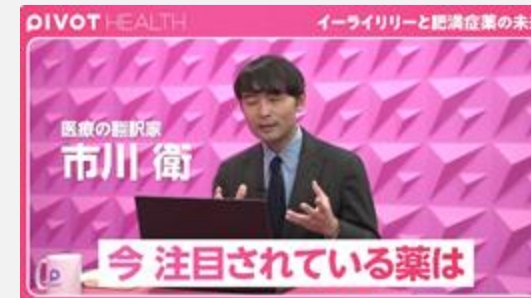 PIVOT HEALTH
イーライリリーと肥満症薬の未
医療の翻訳家
市川 衛
今 注目されている薬は